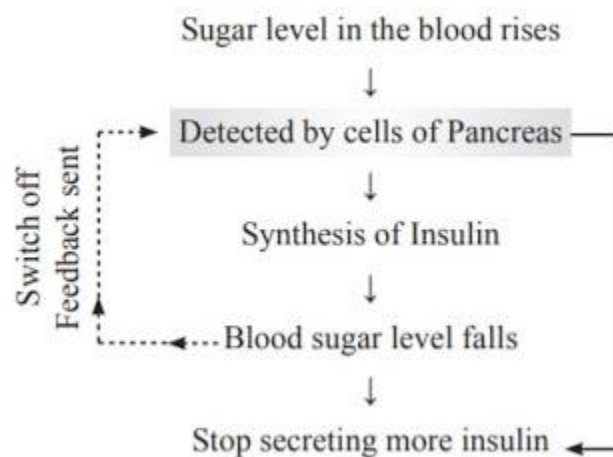 Sugar level in the blood rises
Detected by cells of Pancreas
Synthesis of Insulin
Blood sugar level falls
Stop secreting more insulin
Switch off
Feedback sent